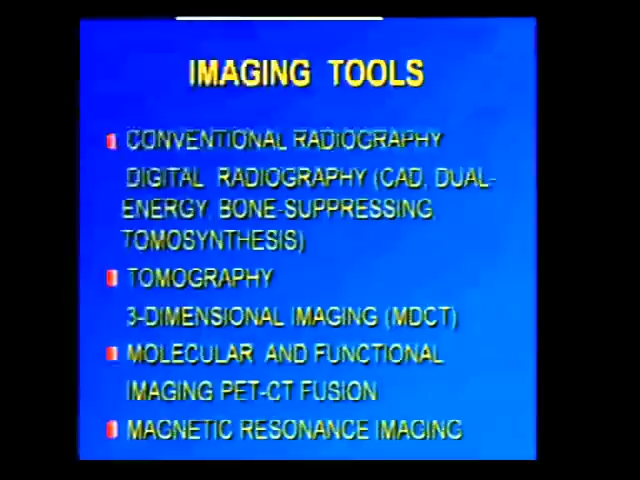 IMAGING TOOLS
CONVENTIONAL RADIOGRAPHY
DIGITAL RADIOGRAPHY (CAD, DUAL-
ENERGY, BONE-SUPPRESSING,
TOMOSYNTHESIS)
TOMOGRAPHY
3-DIMENSIONAL IMAGING (MDCT)
MOLECULAR AND FUNCTIONAL
IMAGING PET-CT FUSION
MAGNETIC RESONANCE IMAGING